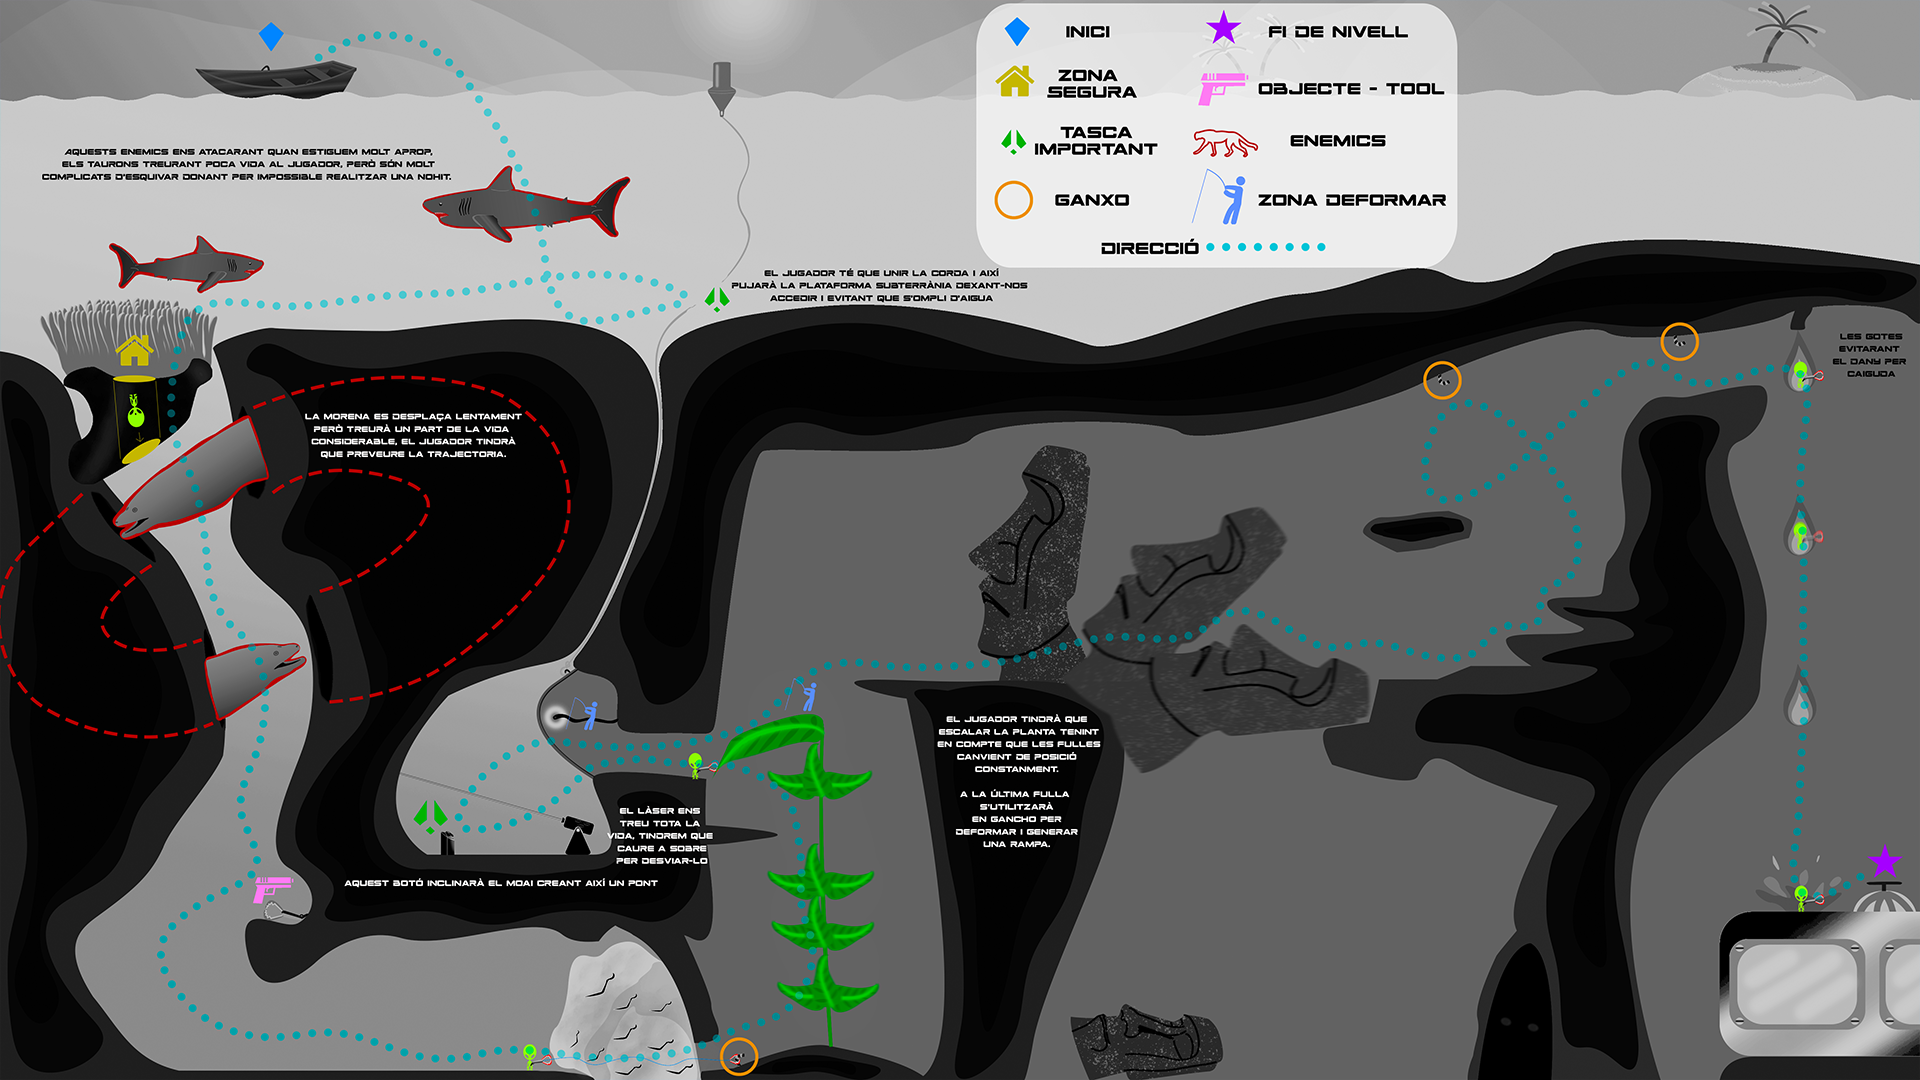 INICI
FI DE NIVELL
ZONA
SEGURA
OBJECTE - TOOL
TASCA
IMPORTANT
ENEMICS
GANXO
ZONA DEFORMAR
DIRECCIÓ
AQUESTS ENEMICS ENS ATACARANT QUAN ESTIGUEM MOLT APROP,
ELS TAURONS TREURANT POCA VIDA AL JUGADOR, PERÒ SÓN MOLT
COMPLICATS D'ESQUIVAR DONANT PER IMPOSSIBLE REALITZAR UNA NOHIT.
EL JUGADOR TÉ QUE UNIR LA CORDA I AIXÍ
PUJARÀ LA PLATAFORMA SUBTERRÀNIA DEXANT-NOS
ACCEDIR I EVITANT QUE S'OMPLI D'AIGUA
LES GOTES
EVITARANT
EL DANY PER
CAIGUDA
LA MORENA ES DESPLAÇA LENTAMENT
PERÒ TREURÀ UN PART DE LA VIDA
CONSIDERABLE, EL JUGADOR TINDRÀ
QUE PREVEURE LA TRAJECTORIA.
EL JUGADOR TINDRÀ QUE
ESCALAR LA PLANTA TENINT
EN COMPTE QUE LES FULLES
CANVIENT DE POSICIÓ
CONSTANMENT.
A LA ÚLTIMA FULLA
S'UTILITZARÀ
EN GANCHO PER
DEFORMAR I GENERAR
UNA RAMPA.
EL LÀSER ENS
TREU TOTA LA
VIDA, TINDREM QUE
CAURE A SOBRE
PER DESVIAR-LO
AQUEST BOTÓ INCLINARÀ EL MOAI CREANT AIXÍ UN PONT